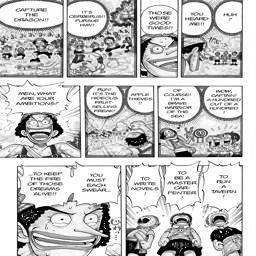 HUH?
YOU
HEARD
ME!!
THOSE
WERE
GOOD
TIMES!!
IT'S
CERBERUS!!
PURSUE
HIM!!
CAPTURE
THE
DRAGON!!!
WOW,
CAPTAIN!
A HUNDRED
OUT OF
A HUNDRED
OF
COURSE!
I'M A
BRAVE
WARRIOR
OF THE
SEA!
APPLE
THIEVES
RUN!
IT'S THE
HIDEOUS
FRUIT-
SELLING
FREAK!
MEN, WHAT
ARE YOUR
AMBITIONS?
TO
RUN
A
TAVERN
TO
BE A
MASTER
CAR-
PENTER
TO
WRITE
NOVELS
!
YOU
MUST
EACH
SWEAR...
...TO KEEP
THE FIRE
OF THOSE
DREAMS
ALIVE!!